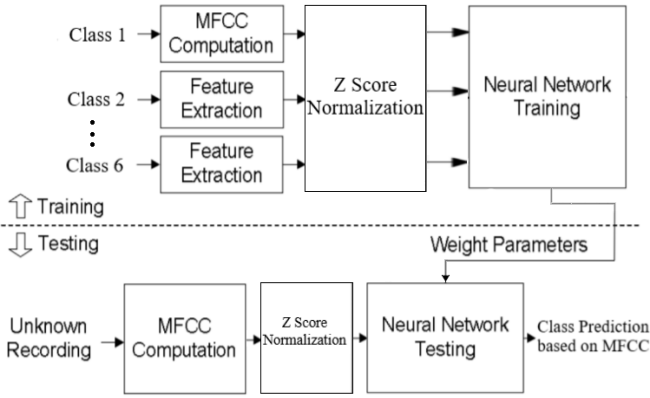 Class 1
MFCC
Computation
Class 2
Feature
Extraction
Class 6
Feature
Extraction
Z Score
Normalization
Neural Network
Training
Training
Testing
Weight Parameters
Unknown
Recording
MFCC
Computation
Z Score
Normalization
Neural Network
Testing
Class Prediction
based on MFCC